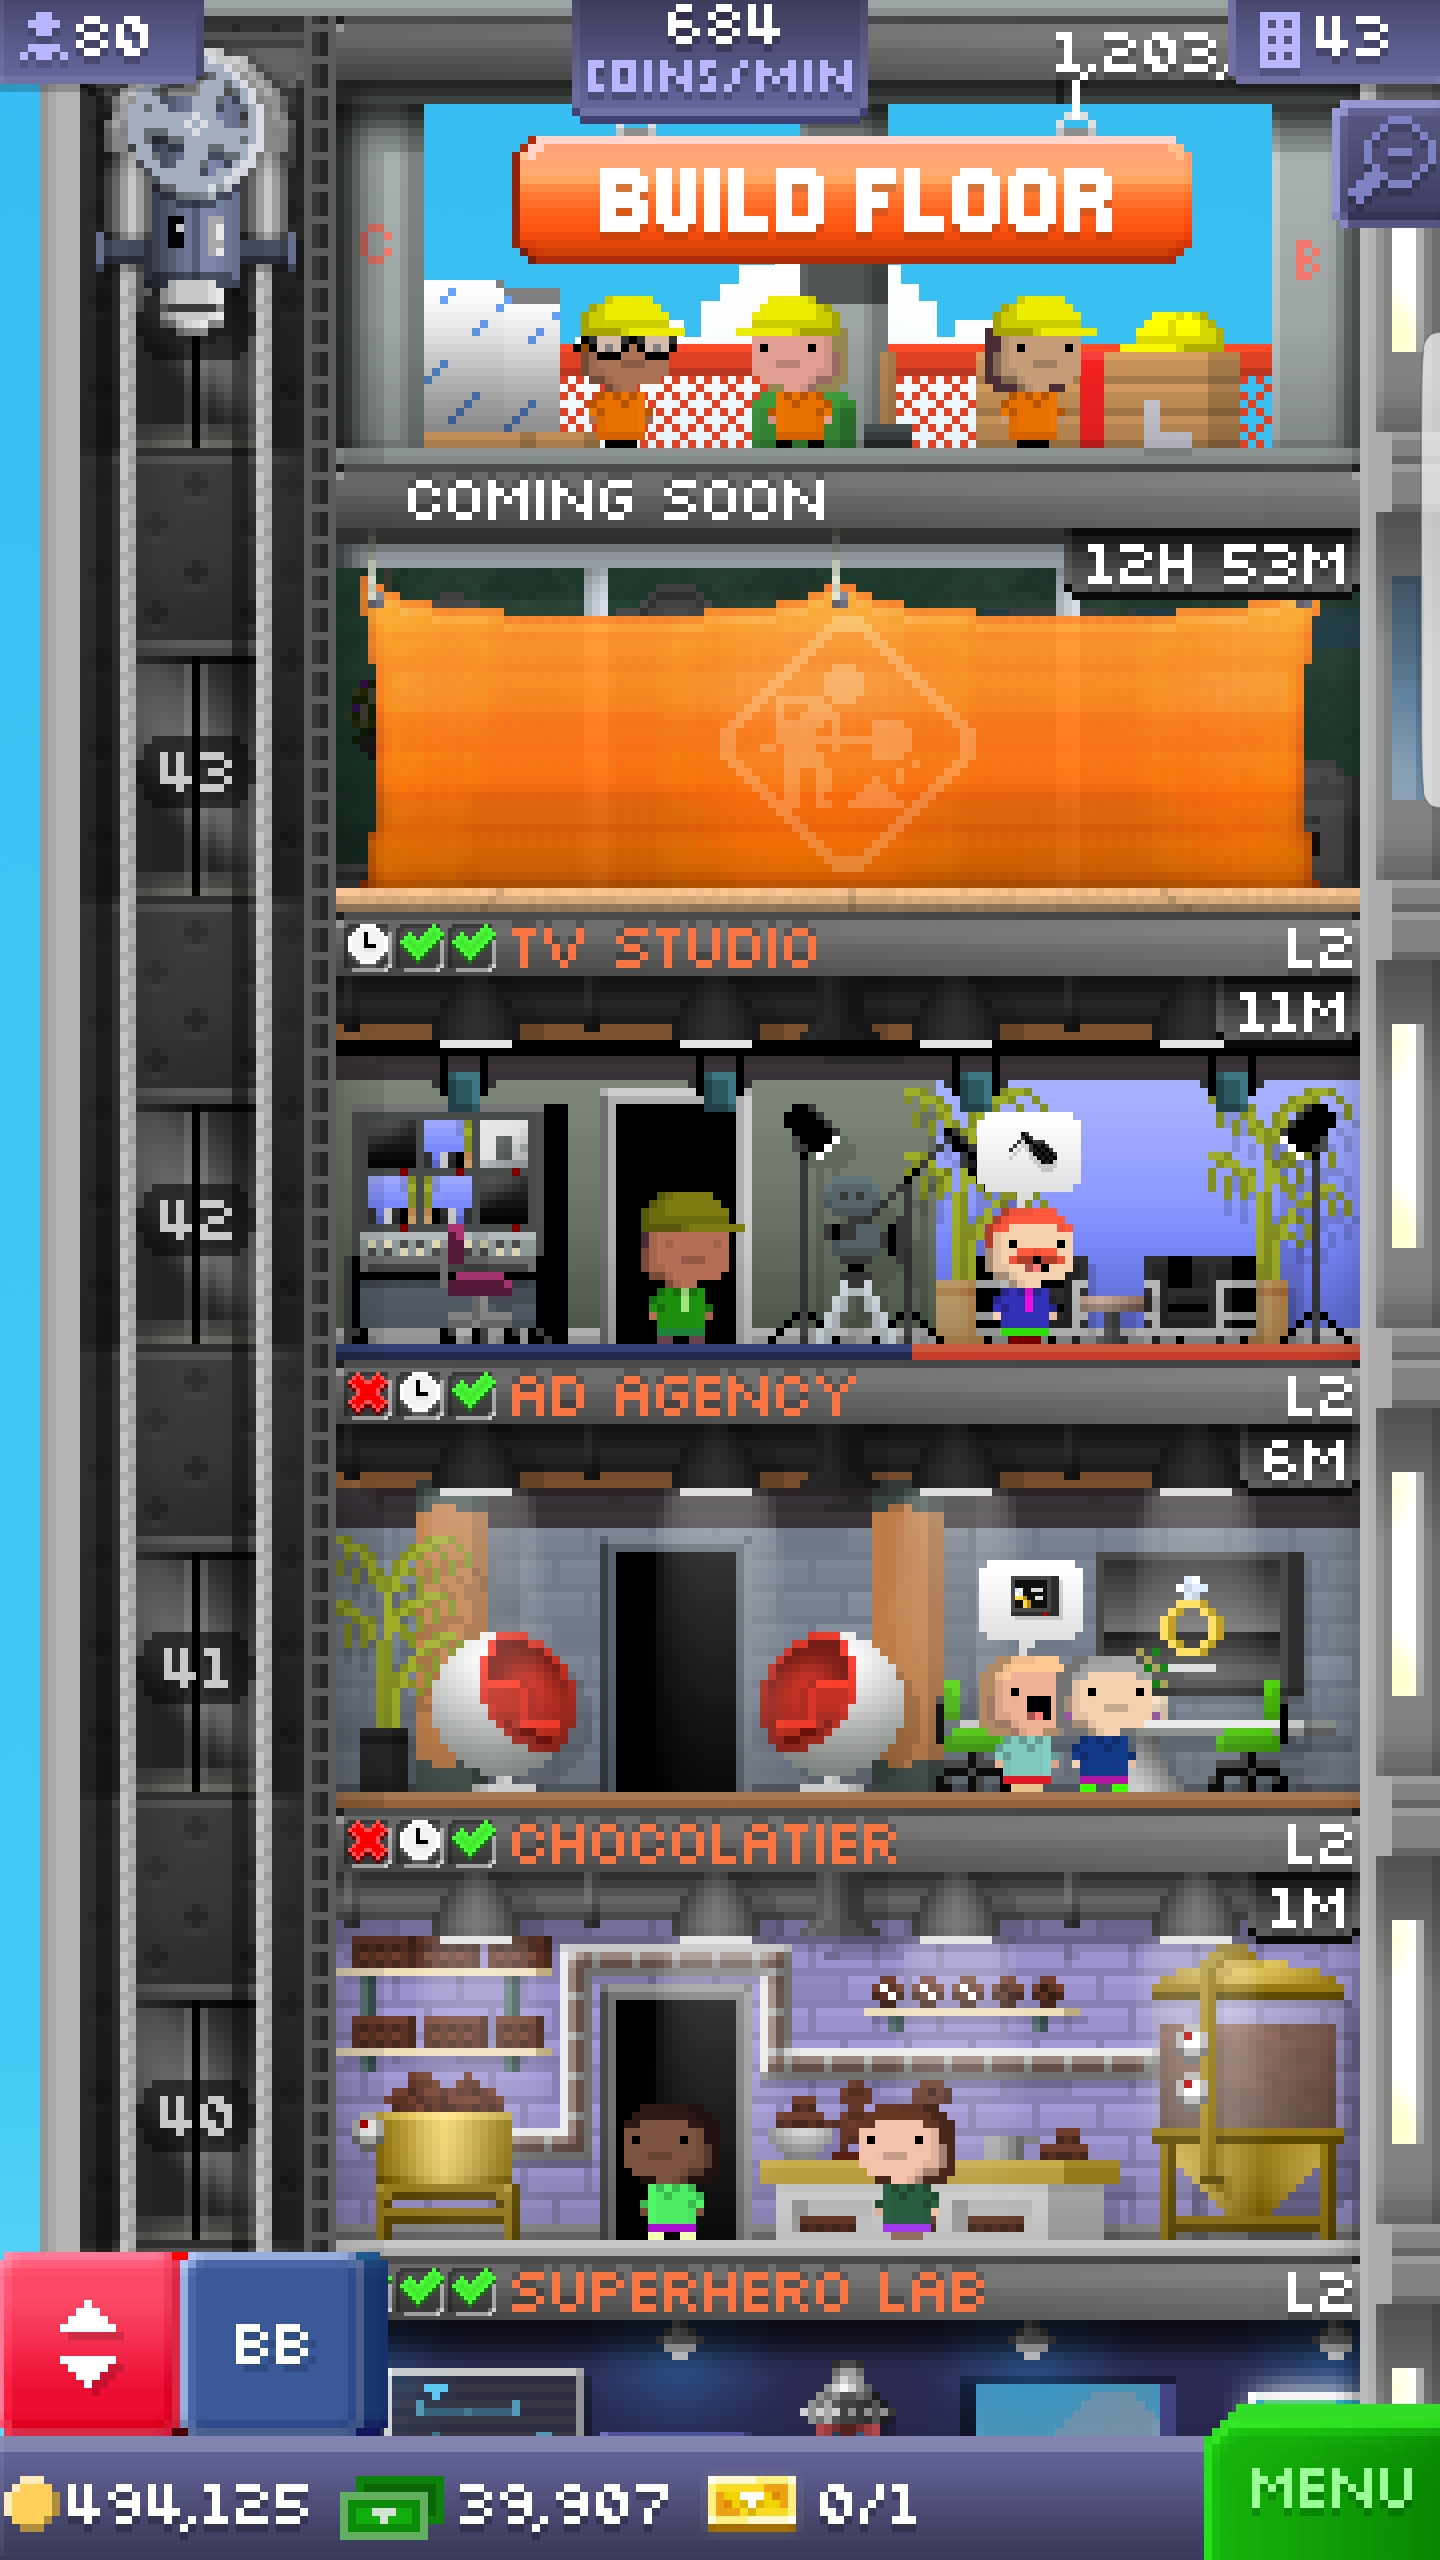 80
684
COINS/MIN
1,203,
43
BUILD FLOOR
C
B
COMING SOON
12H 53M
43
TV STUDIO L2
11M
42
AD AGENCY L2
6M
41
CHOCOLATIER L2
1M
40
SUPERHERO LAB L2
BB
494,125 39,907 0/1 MENU